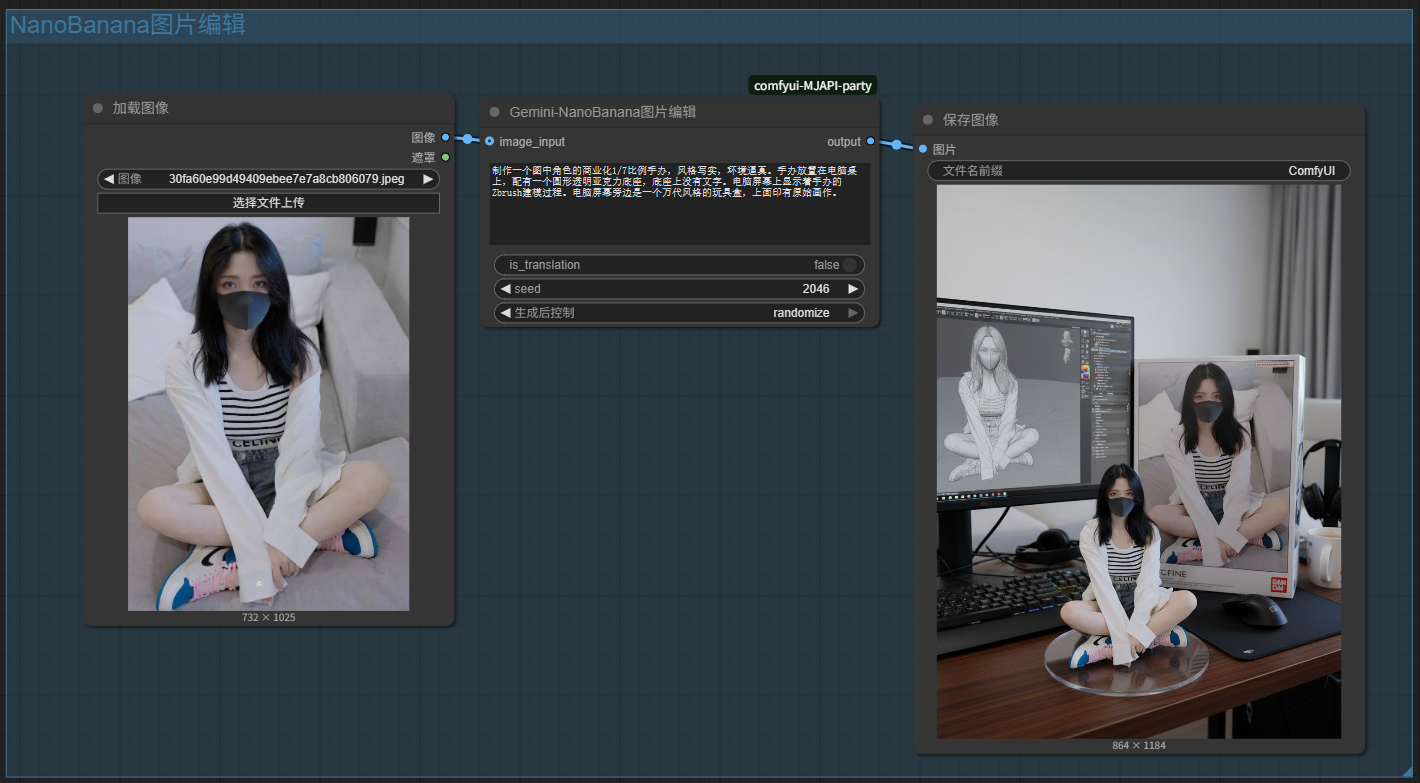 NanoBanana图片编辑
comfyui-MJAPI-party
加载图像
图像
遮罩
图像 30fa60e99d49409ebee7e7a8cb806079.jpeg
选择文件上传
CELINE
732 × 1025
Gemini-NanoBanana图片编辑
image_input output
制作一个图中角色的商业化1/7比例手办，风格写实，环境逼真。手办放置在电脑桌
上，配有一个圆形透明亚克力底座，底座上没有文字。电脑屏幕上显示着手办的
Zbrush建模过程。电脑屏幕旁边是一个万代风格的玩具盒，上面印有原始画作。
is_translation false
seed 2046
生成后控制 randomize
保存图像
图片
文件名前缀 ComfyUI
BAN
DAI
864 × 1184